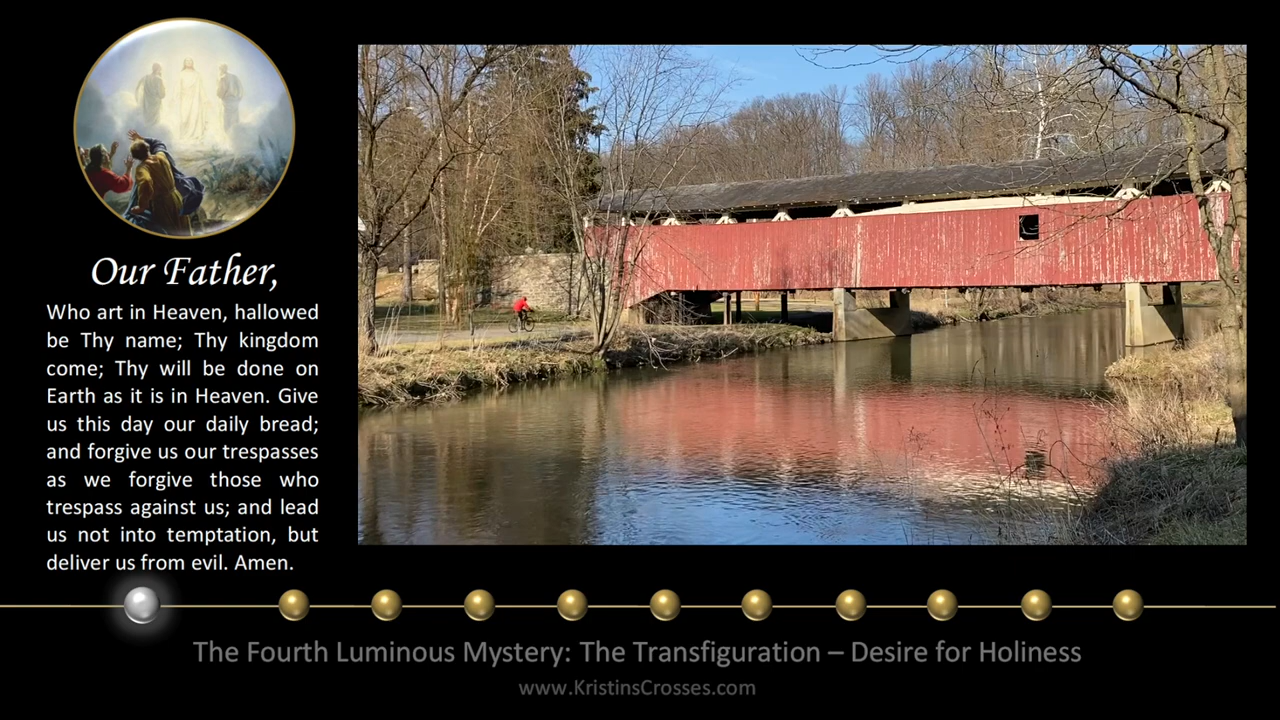 Our Father,
Who art in Heaven, hallowed
be Thy name; Thy kingdom
come; Thy will be done on
Earth as it is in Heaven. Give
us this day our daily bread;
and forgive us our trespasses
as we forgive those who
trespass against us; and lead
us not into temptation, but
deliver us from evil. Amen.
The Fourth Luminous Mystery: The Transfiguration – Desire for Holiness
www.KristinsCrosses.com